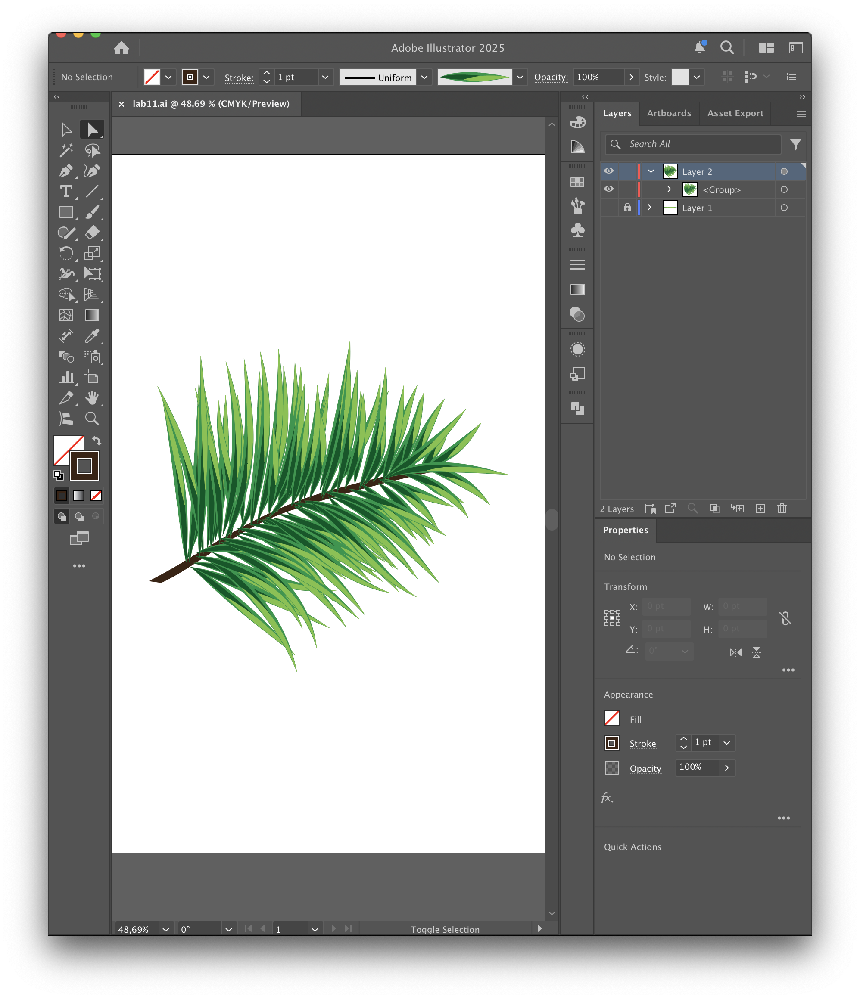 Adobe Illustrator 2025
No Selection
Stroke:
1 pt
Uniform
Opacity:
100%
Style:
lab11.ai @ 48,69 % (CMYK/Preview)
Layers
Artboards
Asset Export
Search All
Layer 2
<Group>
Layer 1
2 Layers
Properties
No Selection
Transform
X:
0 pt
W:
0 pt
Y:
0 pt
H:
0 pt
0°
Appearance
Fill
Stroke
1 pt
Opacity
100%
fx
Quick Actions
48,69%
0°
1
Toggle Selection